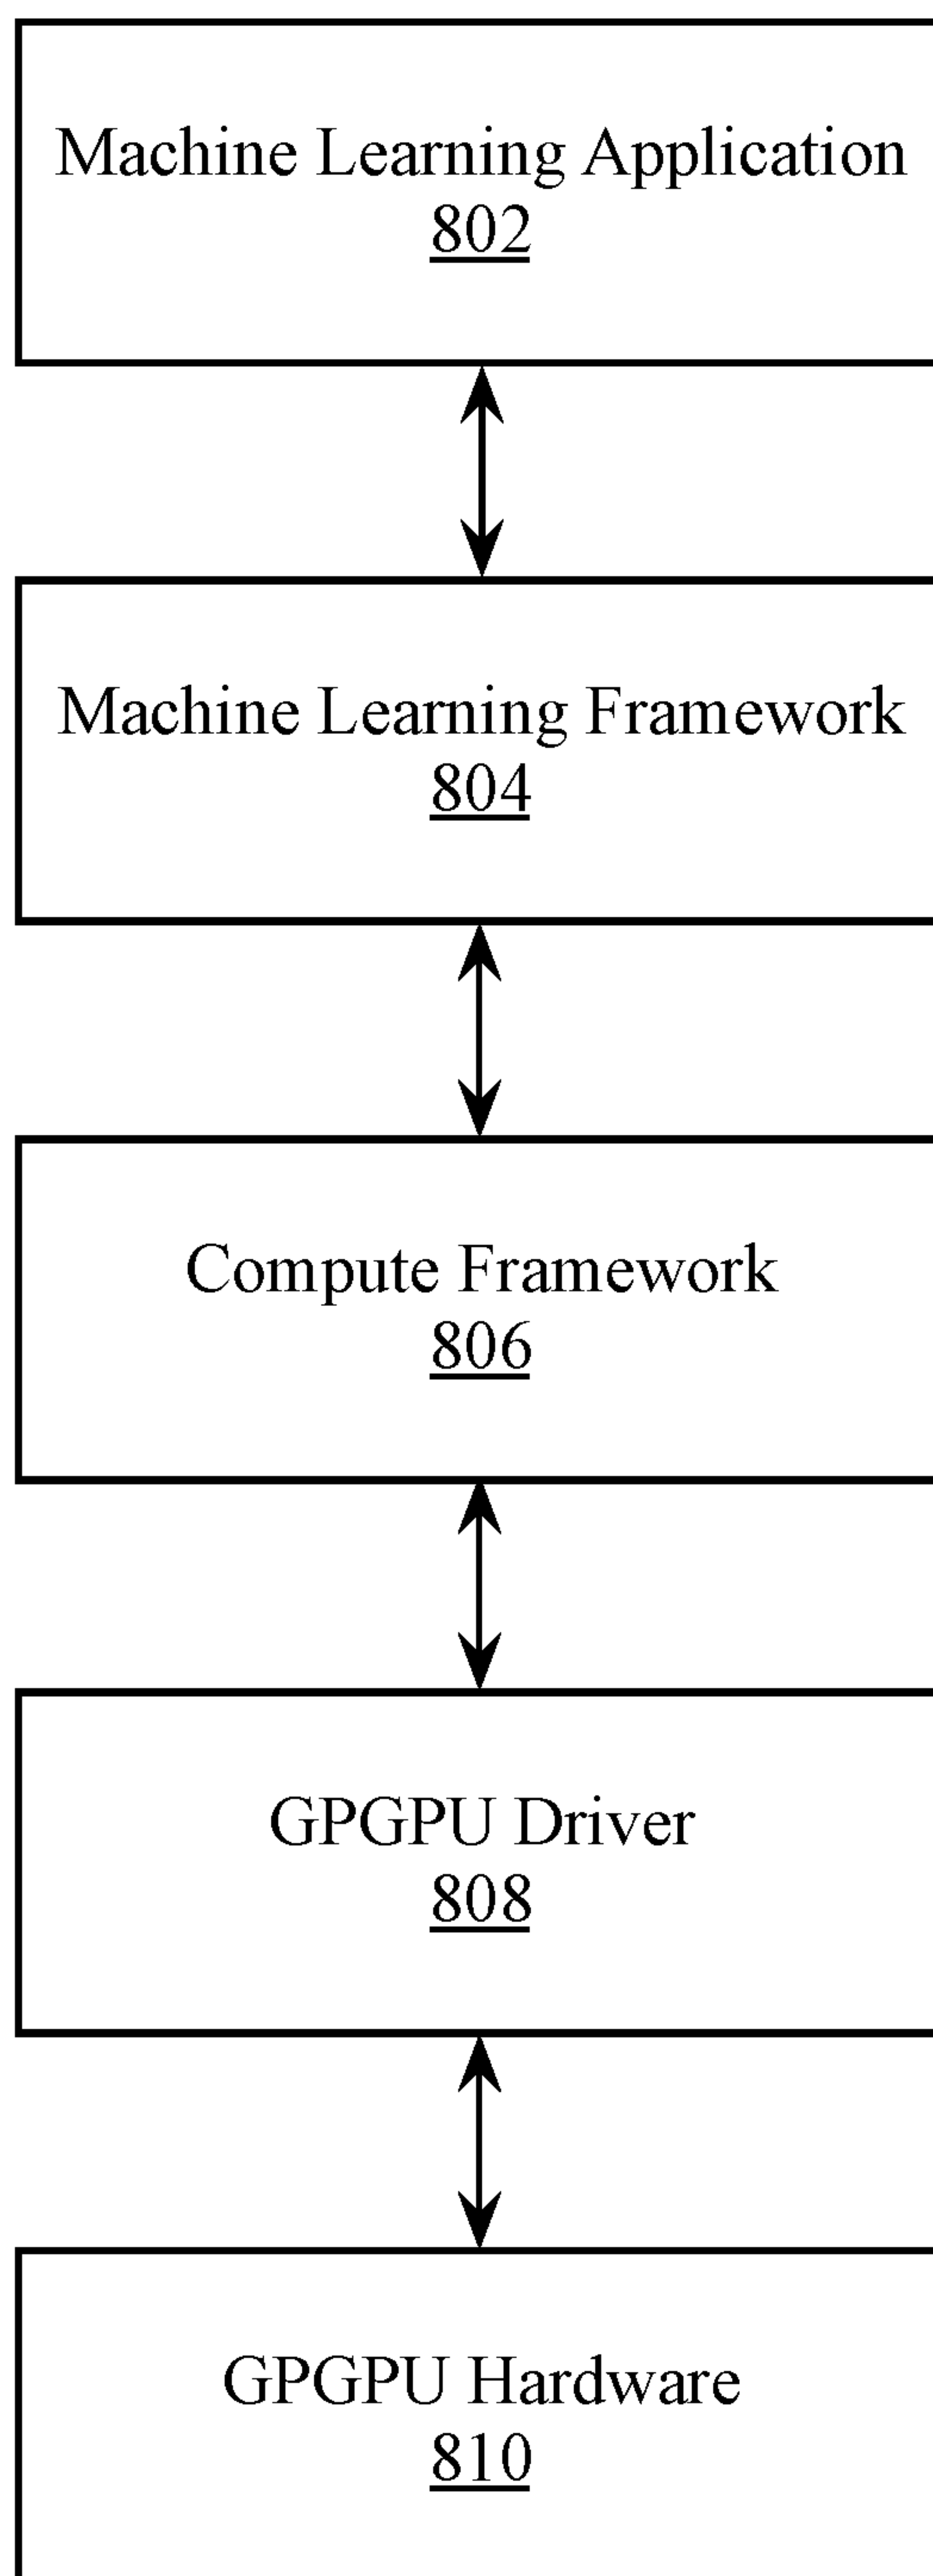 Machine Learning Application
802
Machine Learning Framework
804
Compute Framework
806
GPGPU Driver
808
GPGPU Hardware
810